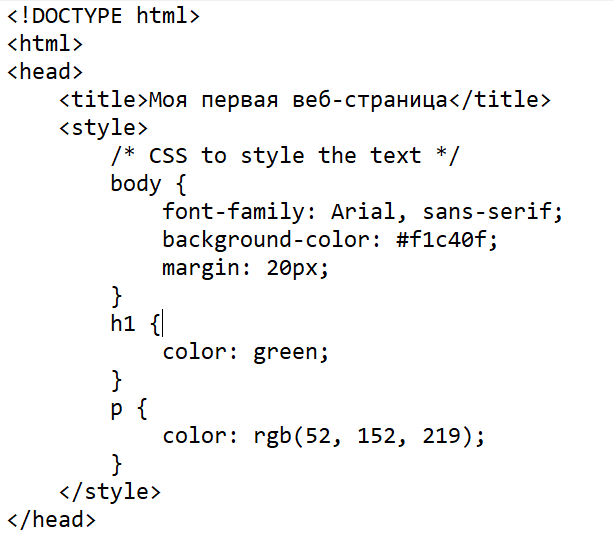 <!DOCTYPE html>
<html>
<head>
    <title>Моя первая веб-страница</title>
    <style>
        /* CSS to style the text */
        body {
            font-family: Arial, sans-serif;
            background-color: #f1c40f;
            margin: 20px;
        }
        h1 {
            color: green;
        }
        p {
            color: rgb(52, 152, 219);
        }
    </style>
</head>